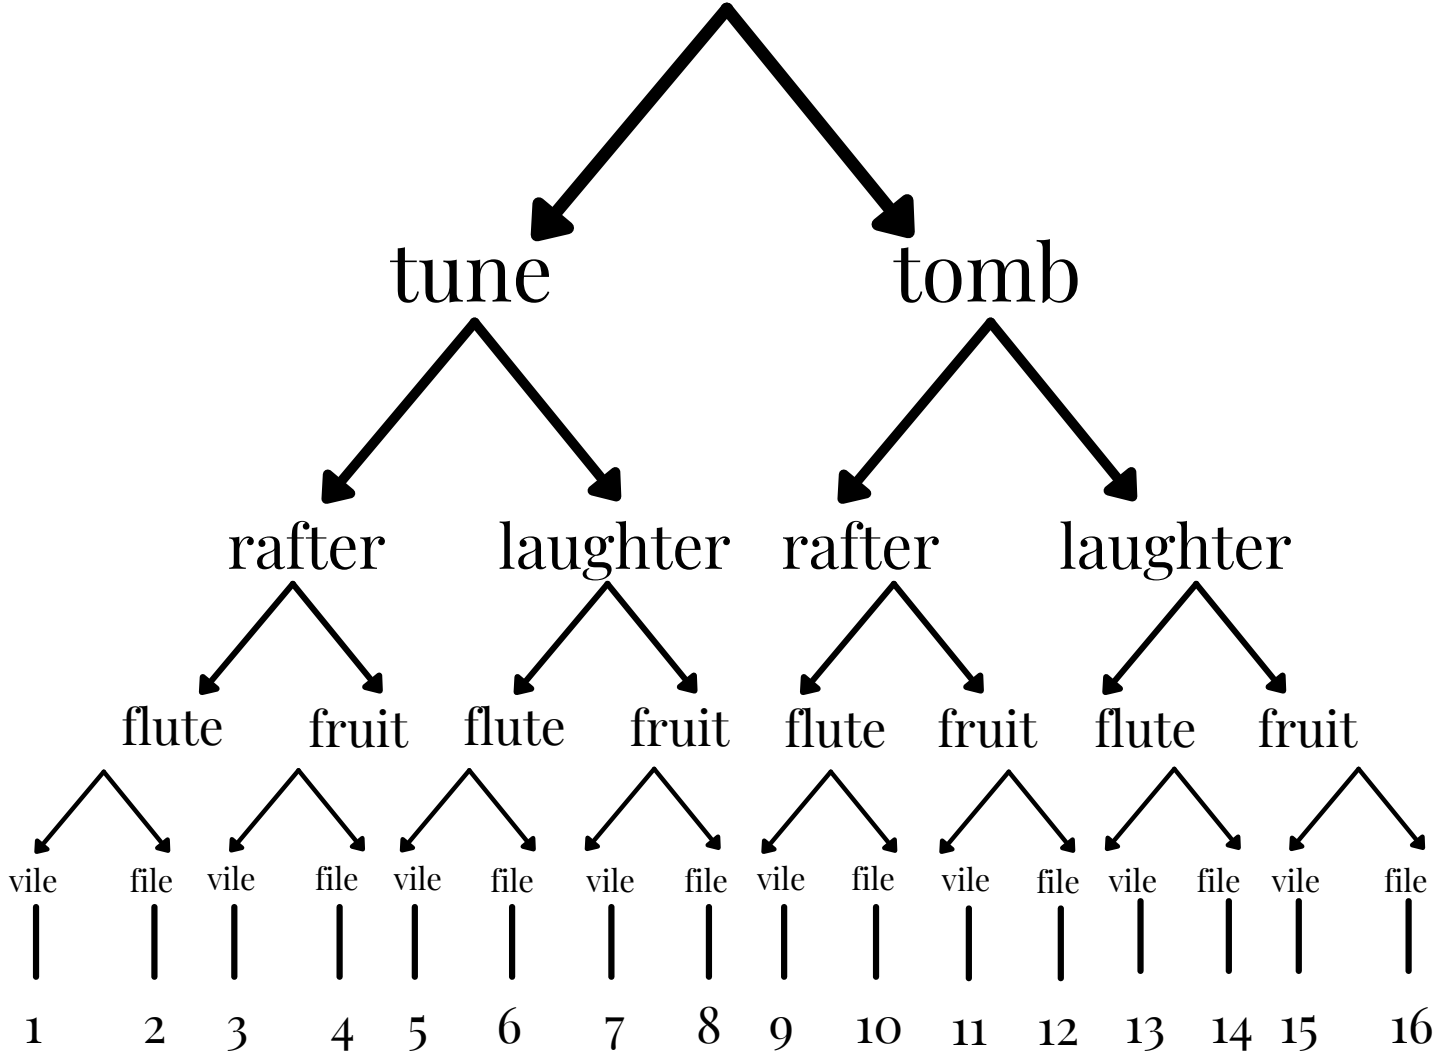 tune tomb
rafter laughter rafter laughter
flute fruit flute fruit flute fruit flute fruit
vile file vile file vile file vile file vile file vile file vile file vile file
1 2 3 4 5 6 7 8 9 10 11 12 13 14 15 16